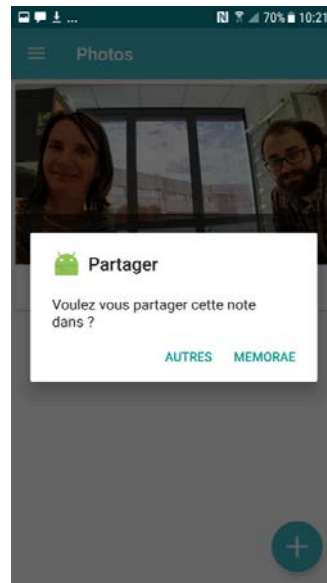 ... 70% 10:21
Photos
Partager
Voulez vous partager cette note
dans ?
AUTRES MEMORAE